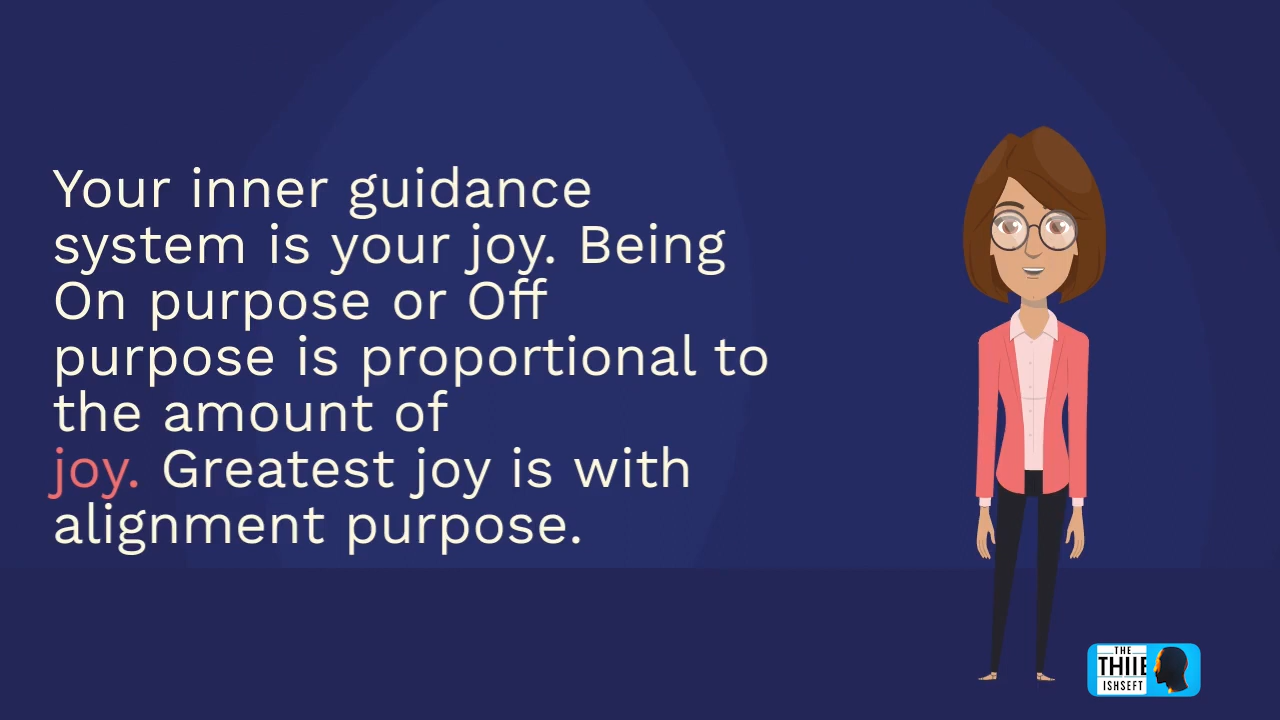 Your inner guidance
system is your joy. Being
On purpose or Off
purpose is proportional to
the amount of
joy. Greatest joy is with
alignment purpose.
THE
THIIE
ISHSEFT